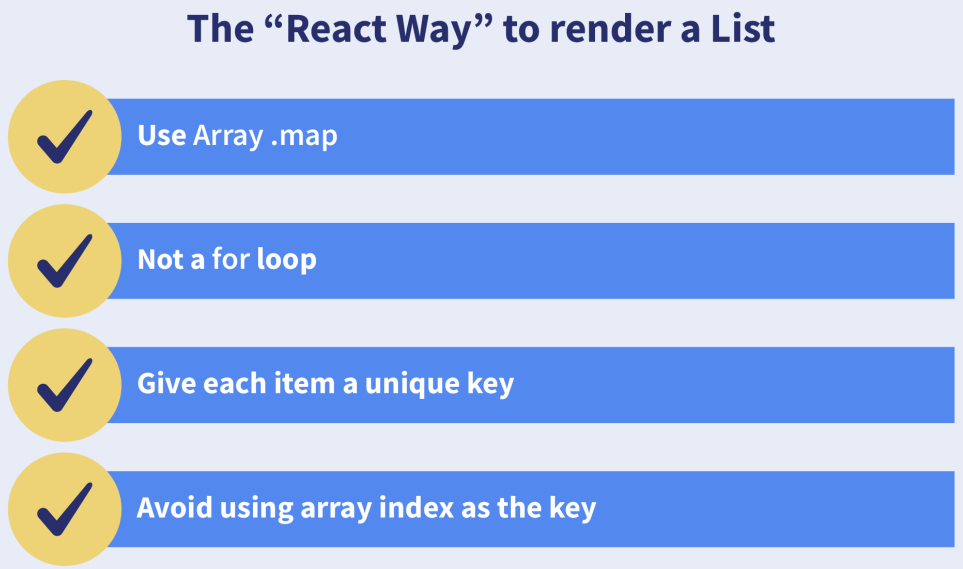 The “React Way” to render a List
Use Array .map
Not a for loop
Give each item a unique key
Avoid using array index as the key